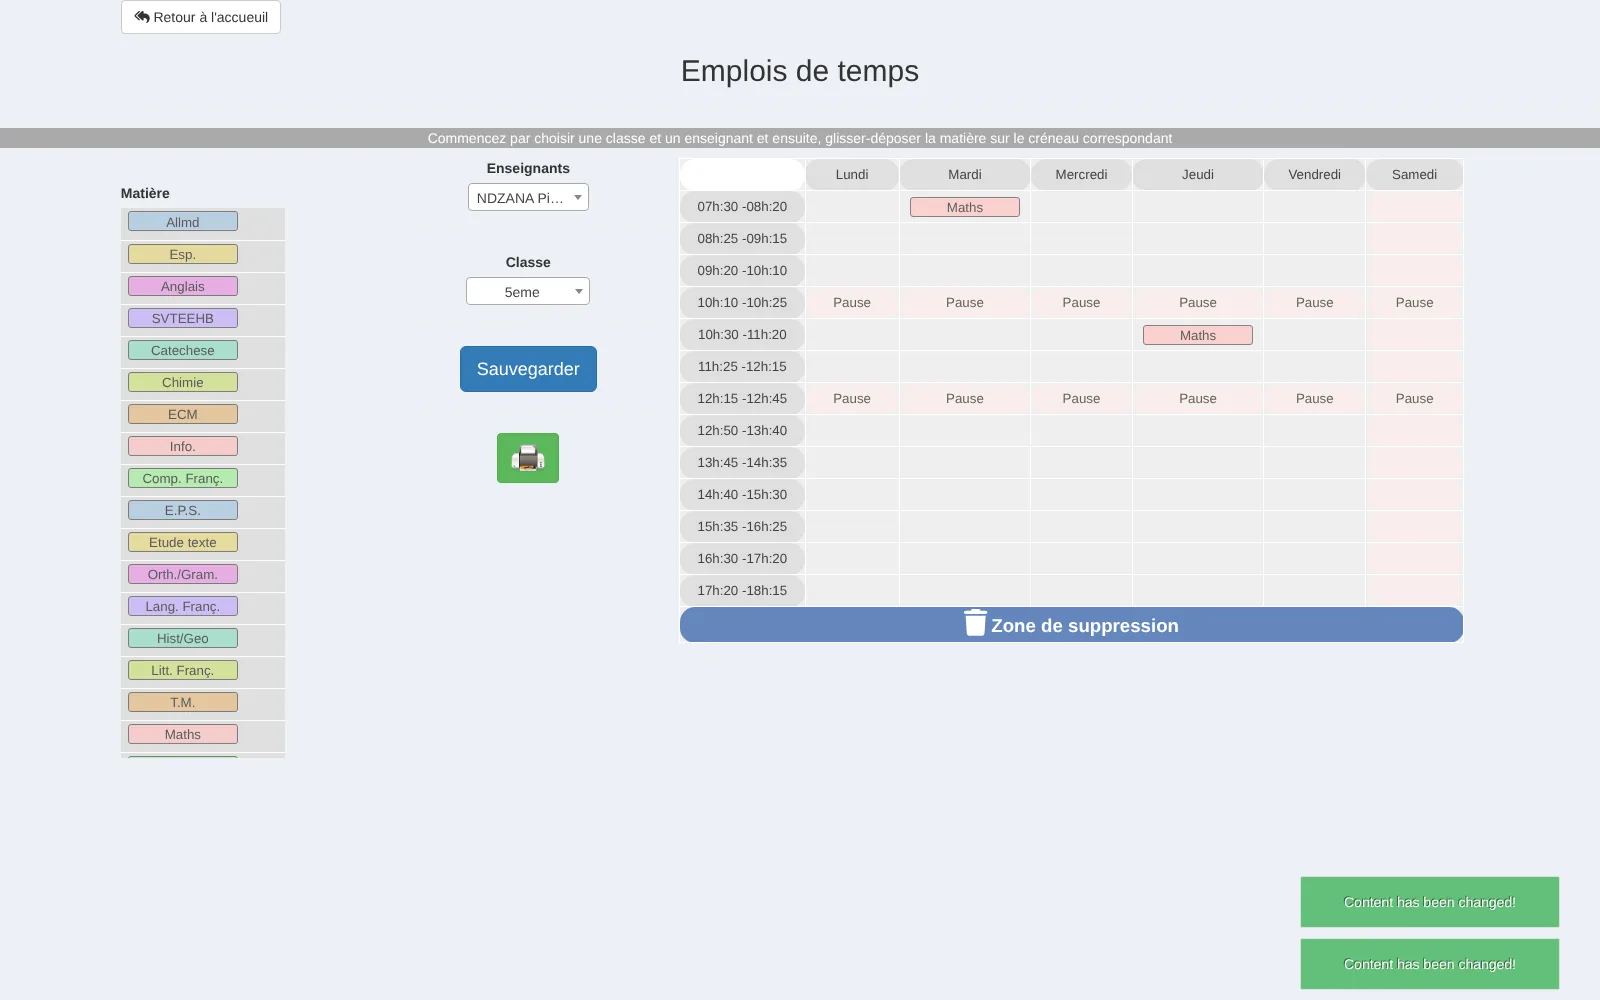 Retour à l'accueuil
Emplois de temps
Commencez par choisir une classe et un enseignant et ensuite, glisser-déposer la matière sur le créneau correspondant
Matière
Allmd
Esp.
Anglais
SVTEEHB
Catechese
Chimie
ECM
Info.
Comp. Franç.
E.P.S.
Etude texte
Orth./Gram.
Lang. Franç.
Hist/Geo
Litt. Franç.
T.M.
Maths
Enseignants
NDZANA Pi...
Classe
5eme
Sauvegarder
Lundi Mardi Mercredi Jeudi Vendredi Samedi
07h:30 -08h:20 Maths
08h:25 -09h:15
09h:20 -10h:10
10h:10 -10h:25 Pause Pause Pause Pause Pause Pause
10h:30 -11h:20 Maths
11h:25 -12h:15
12h:15 -12h:45 Pause Pause Pause Pause Pause Pause
12h:50 -13h:40
13h:45 -14h:35
14h:40 -15h:30
15h:35 -16h:25
16h:30 -17h:20
17h:20 -18h:15
Zone de suppression
Content has been changed!
Content has been changed!